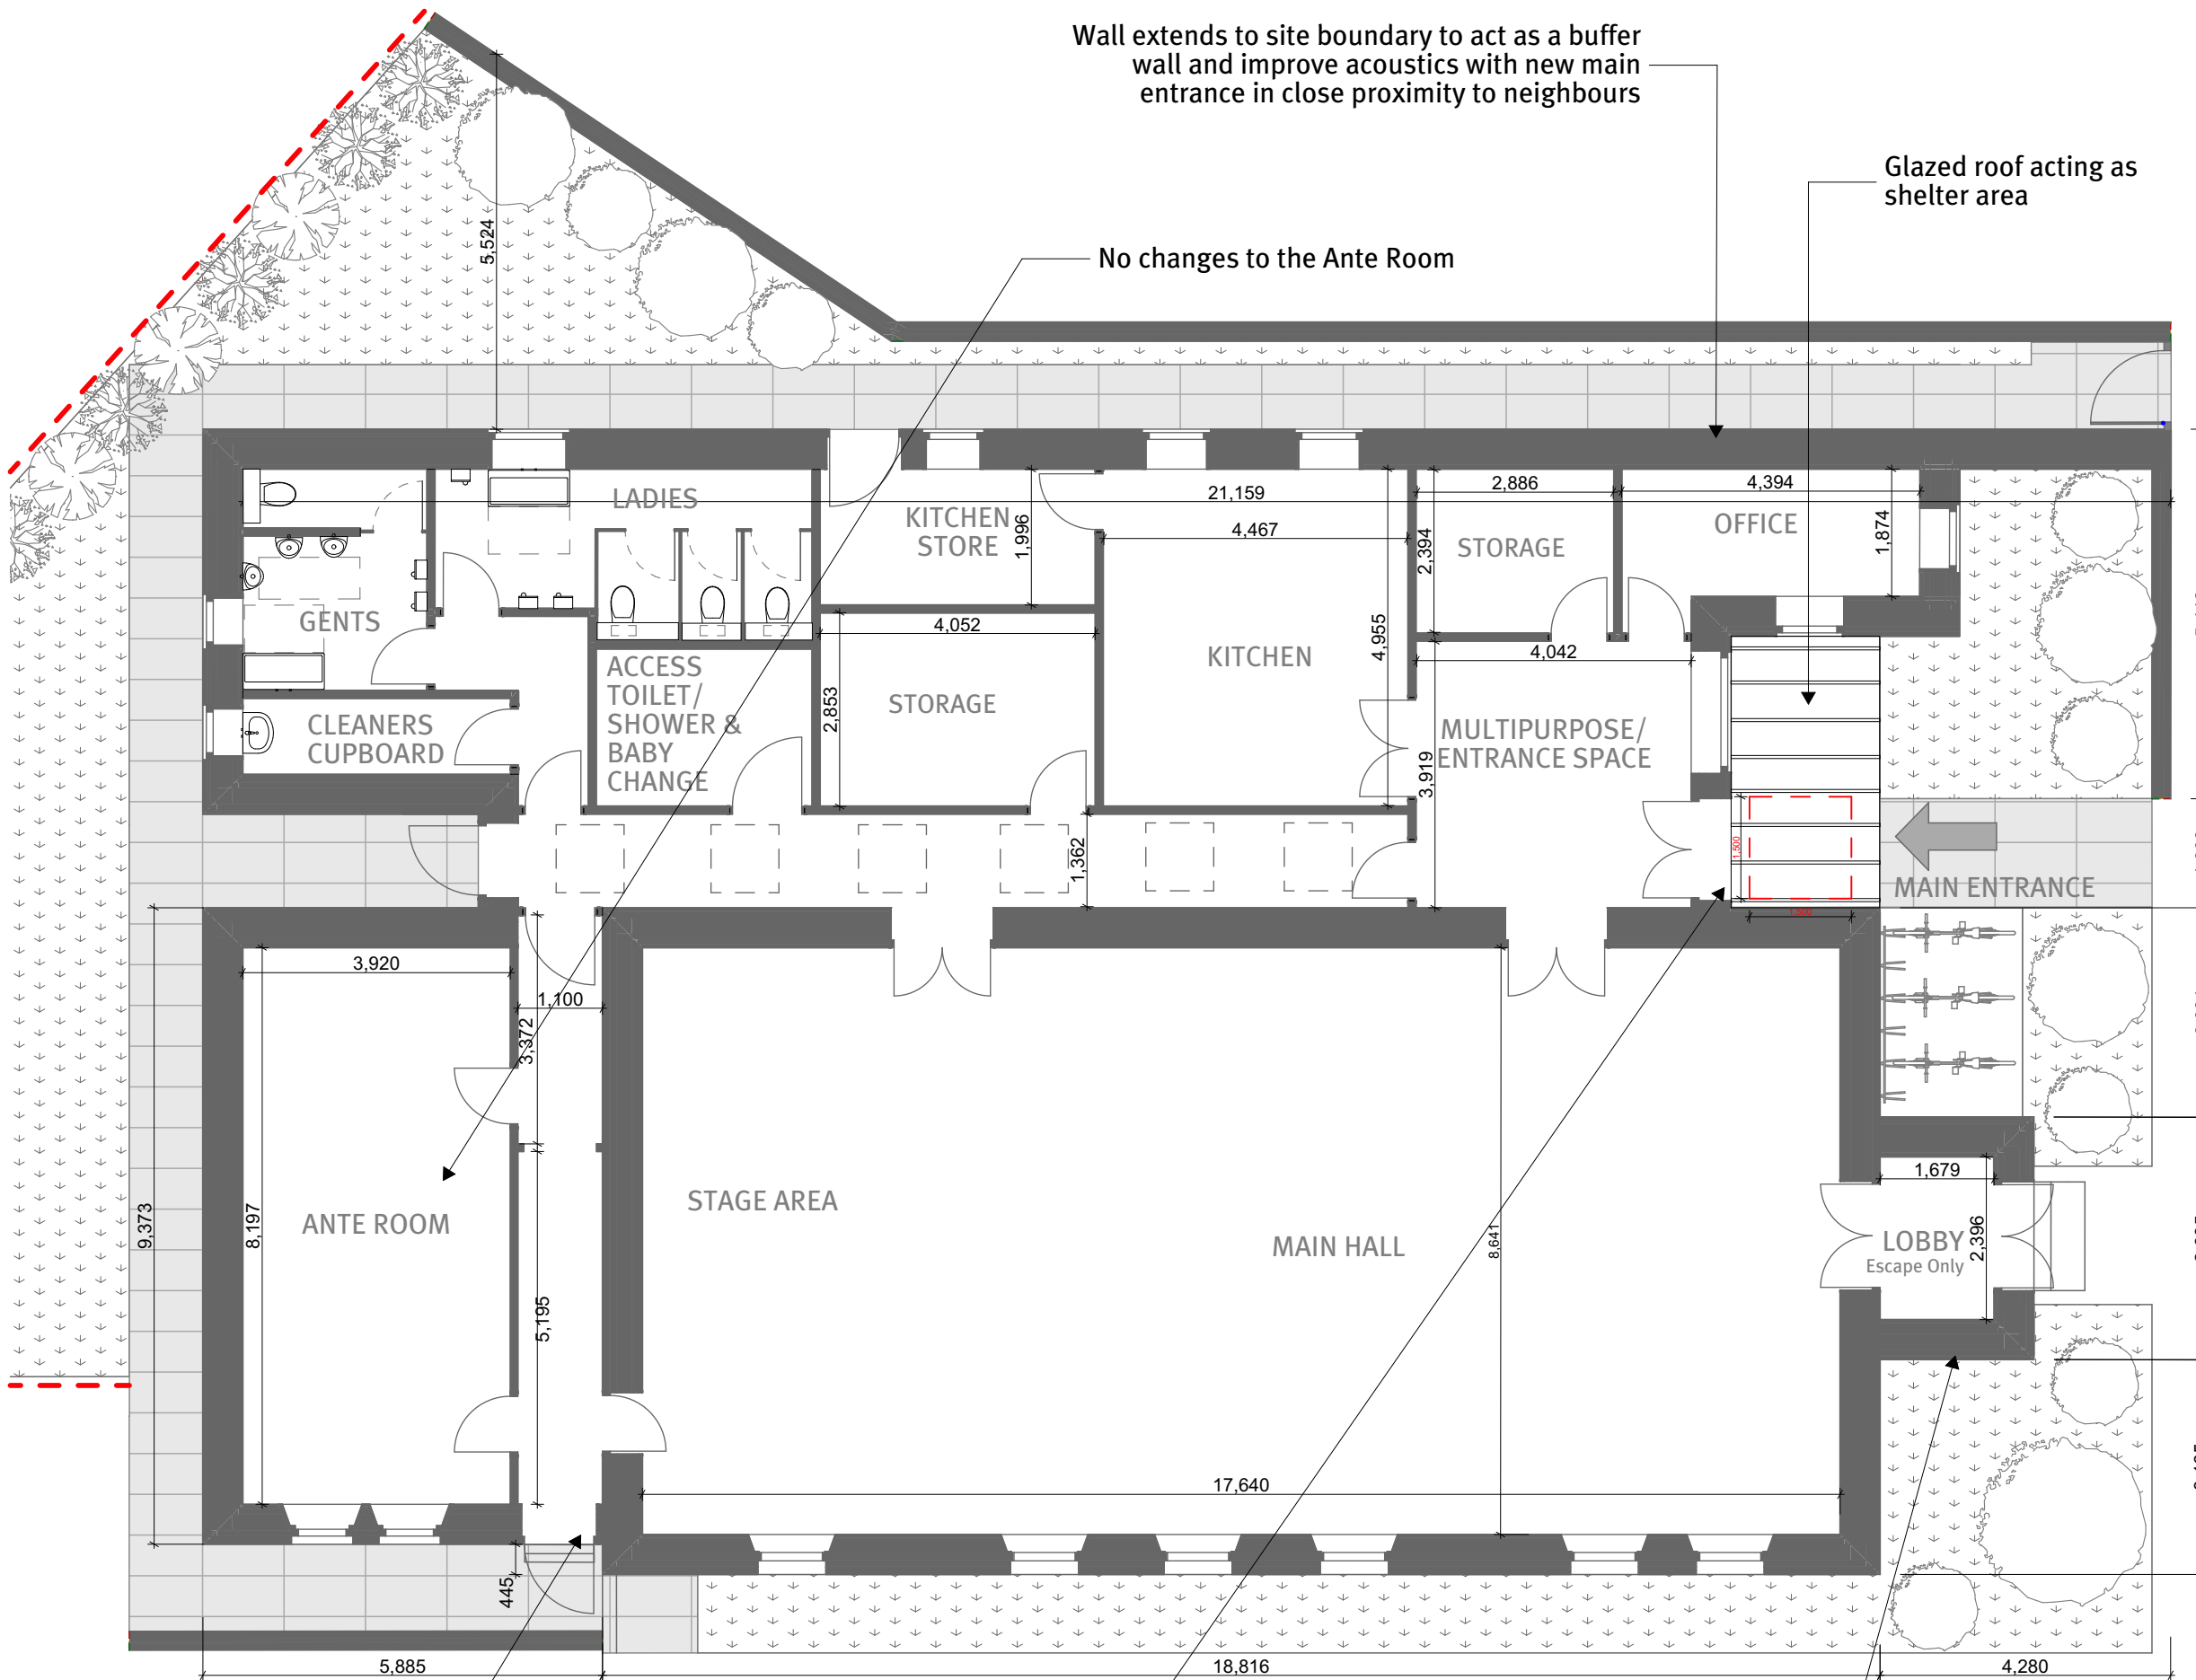 Wall extends to site boundary to act as a buffer
wall and improve acoustics with new main
entrance in close proximity to neighbours
Glazed roof acting as
shelter area
No changes to the Ante Room
5,524
21,159
LADIES
KITCHEN
STORE
1,996
4,467
2,886
2,394
STORAGE
4,394
OFFICE
1,874
GENTS
4,052
2,853
STORAGE
KITCHEN
4,955
4,042
ACCESS
TOILET/
SHOWER &
BABY
CHANGE
CLEANERS
CUPBOARD
MULTIPURPOSE/
ENTRANCE SPACE
3,919
1,362
1,500
1,500
MAIN ENTRANCE
3,920
1,100
3,372
9,373
8,197
ANTE ROOM
5,195
STAGE AREA
MAIN HALL
8,641
1,679
2,396
LOBBY
Escape Only
17,640
445
5,885
18,816
4,280